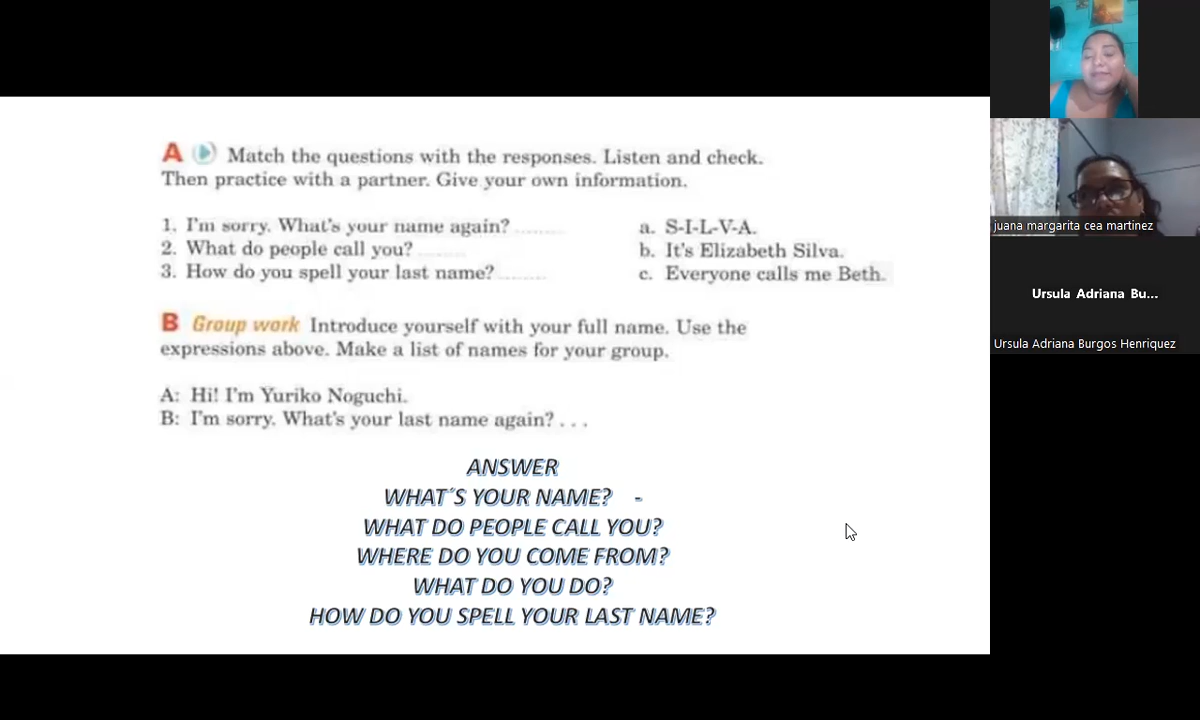 A Match the questions with the responses. Listen and check.
Then practice with a partner. Give your own information.
1. I'm sorry. What's your name again? ........
2. What do people call you? ........
3. How do you spell your last name? ........
a. S-I-L-V-A.
b. It's Elizabeth Silva.
c. Everyone calls me Beth.
B Group work Introduce yourself with your full name. Use the
expressions above. Make a list of names for your group.
A: Hi! I'm Yuriko Noguchi.
B: I'm sorry. What's your last name again? . . .
ANSWER
WHAT´S YOUR NAME? -
WHAT DO PEOPLE CALL YOU?
WHERE DO YOU COME FROM?
WHAT DO YOU DO?
HOW DO YOU SPELL YOUR LAST NAME?
juana margarita cea martinez
Ursula Adriana Bu...
Ursula Adriana Burgos Henriquez